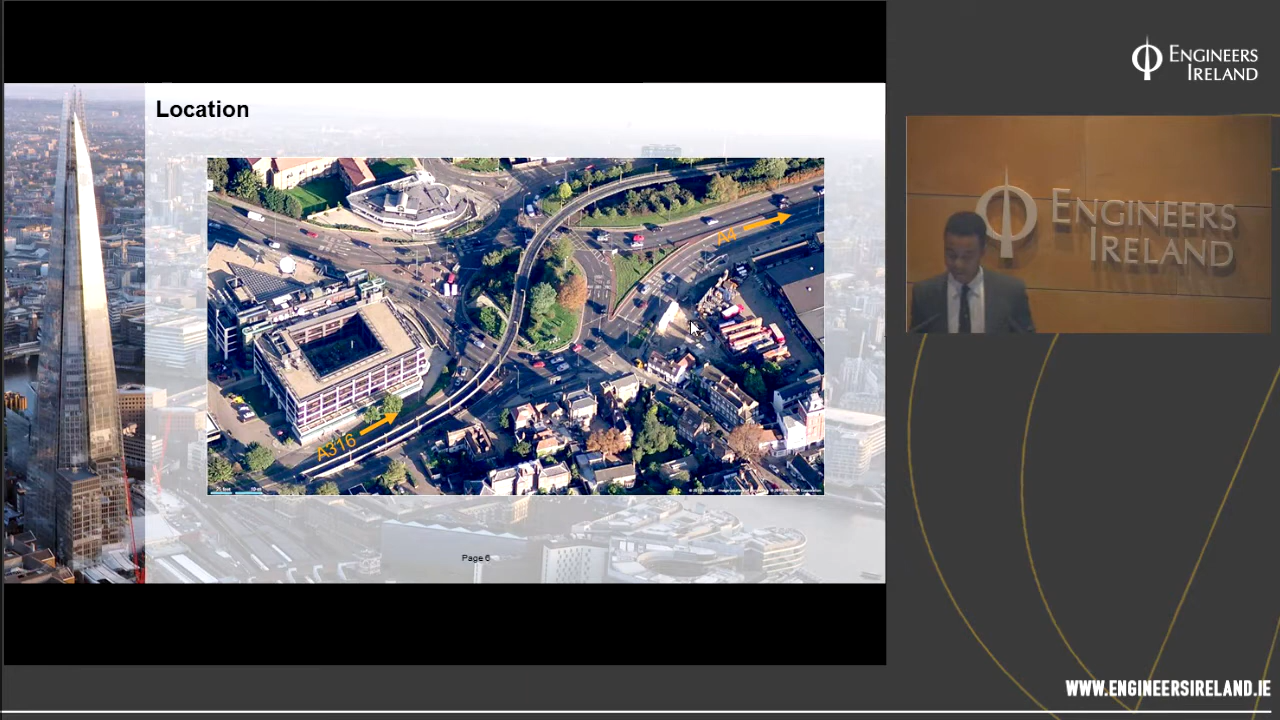 Location
A4
A316
Page 6
ENGINEERS
IRELAND
ENGINEERS
IRELAND
WWW.ENGINEERSIRELAND.IE